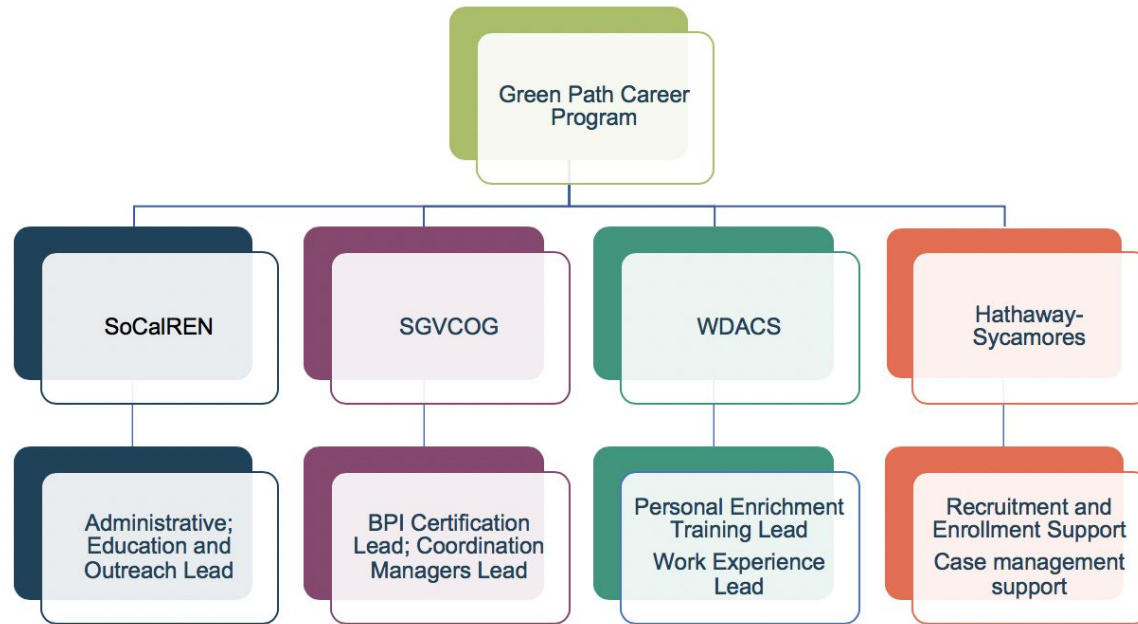 Green Path Career
Program
SoCalREN
SGVCOG
WDACS
Hathaway-
Sycamores
Administrative;
Education and
Outreach Lead
BPI Certification
Lead; Coordination
Managers Lead
Personal Enrichment
Training Lead
Work Experience
Lead
Recruitment and
Enrollment Support
Case management
support